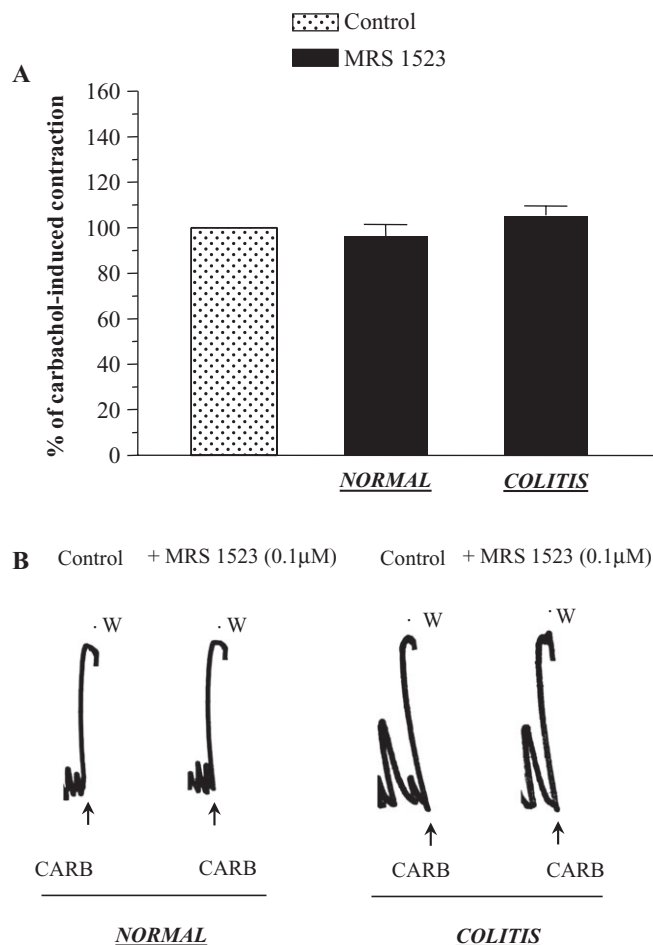 Control
MRS 1523
A
% of carbachol-induced contraction
160
140
120
100
80
60
40
20
0
NORMAL COLITIS
B Control + MRS 1523 (0.1μM) Control + MRS 1523 (0.1μM)
· W · W · W · W
CARB CARB CARB CARB
NORMAL COLITIS